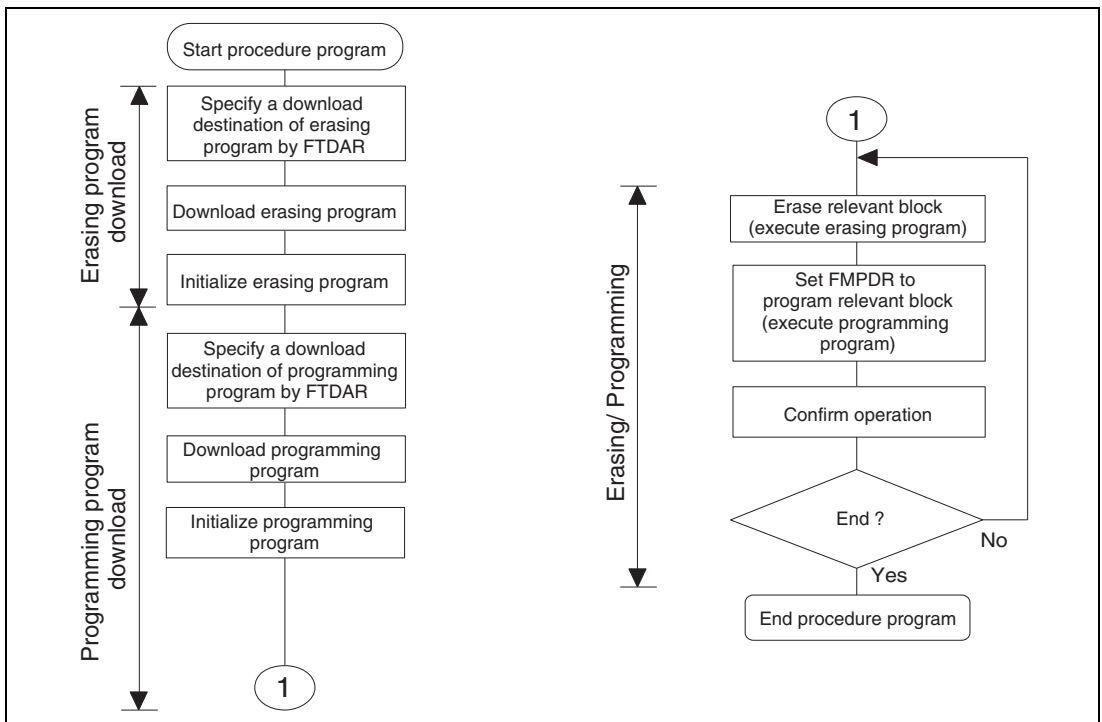 Start procedure program
Erasing program
download
Specify a download
destination of erasing
program by FTDAR
Download erasing program
Initialize erasing program
Programming program
download
Specify a download
destination of programming
program by FTDAR
Download programming
program
Initialize programming
program
1
1
Erasing/ Programming
Erase relevant block
(execute erasing program)
Set FMPDR to
program relevant block
(execute programming
program)
Confirm operation
End ?
No
Yes
End procedure program